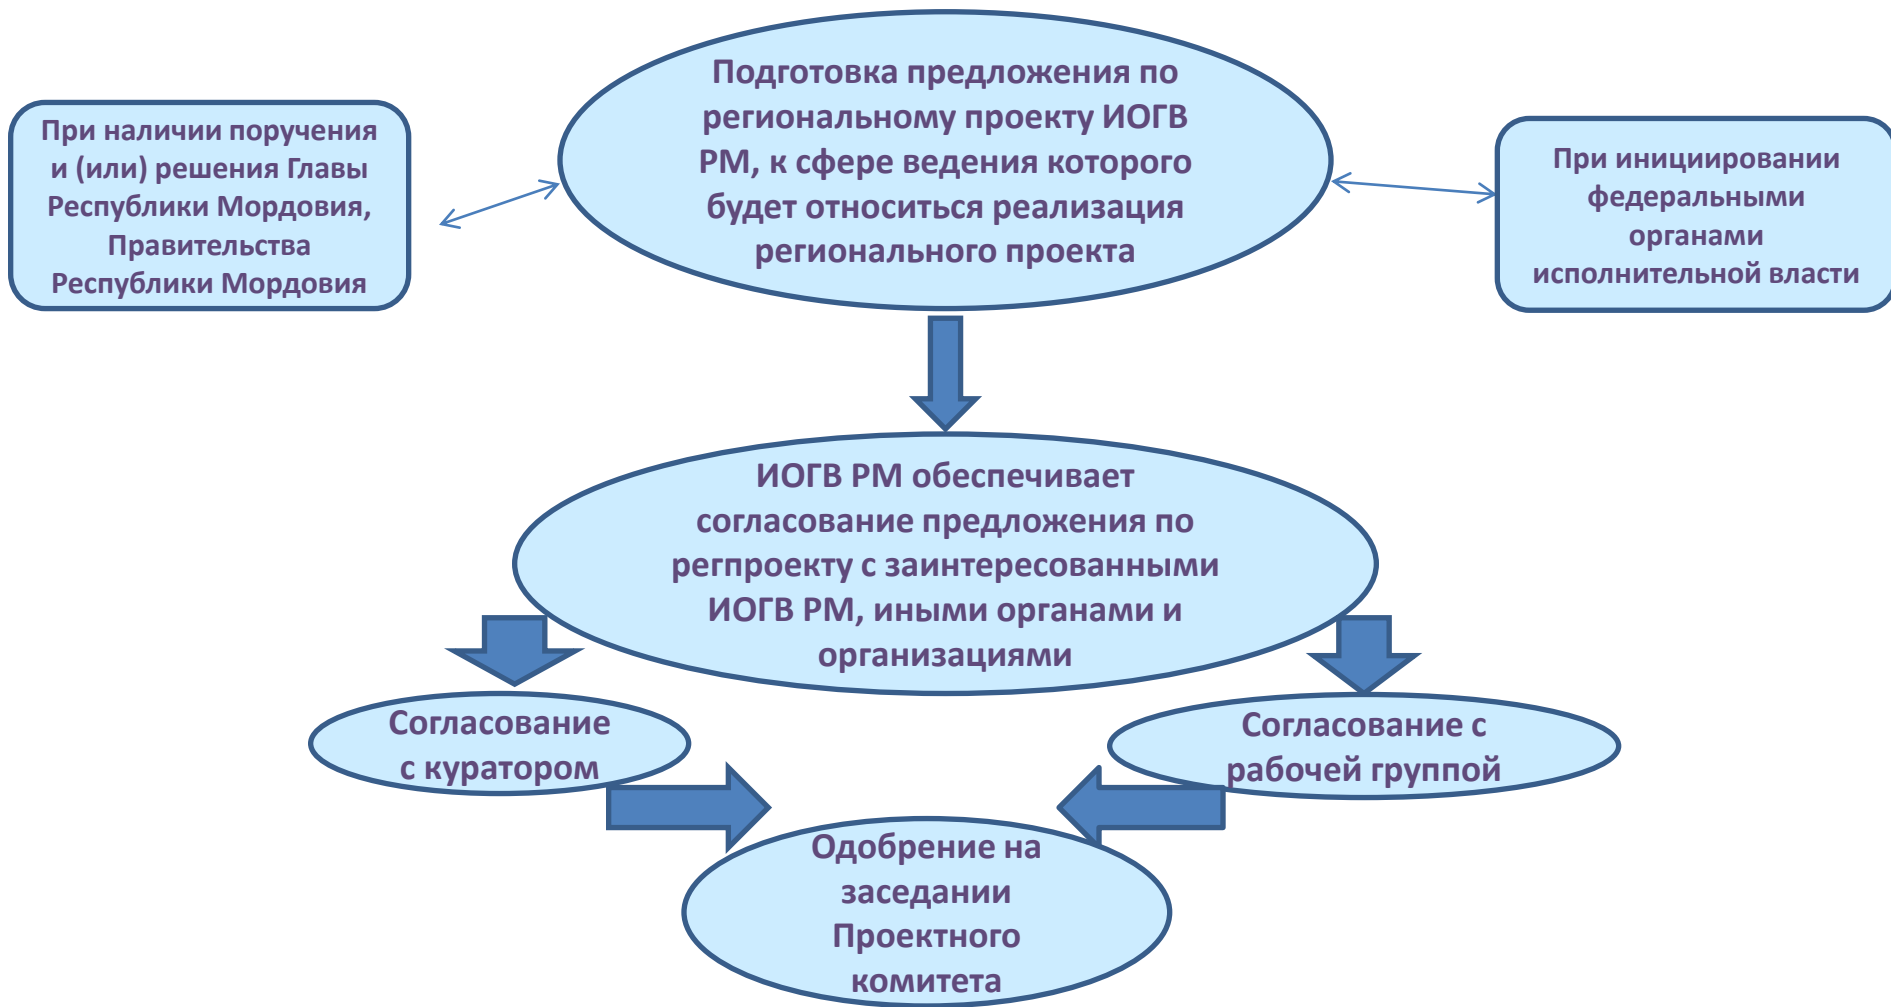 Подготовка предложения по
региональному проекту ИОГВ
РМ, к сфере ведения которого
будет относиться реализация
регионального проекта
При наличии поручения
и (или) решения Главы
Республики Мордовия,
Правительства
Республики Мордовия
При инициировании
федеральными
органами
исполнительной власти
ИОГВ РМ обеспечивает
согласование предложения по
регпроекту с заинтересованными
ИОГВ РМ, иными органами и
организациями
Согласование
с куратором
Согласование с
рабочей группой
Одобрение на
заседании
Проектного
комитета